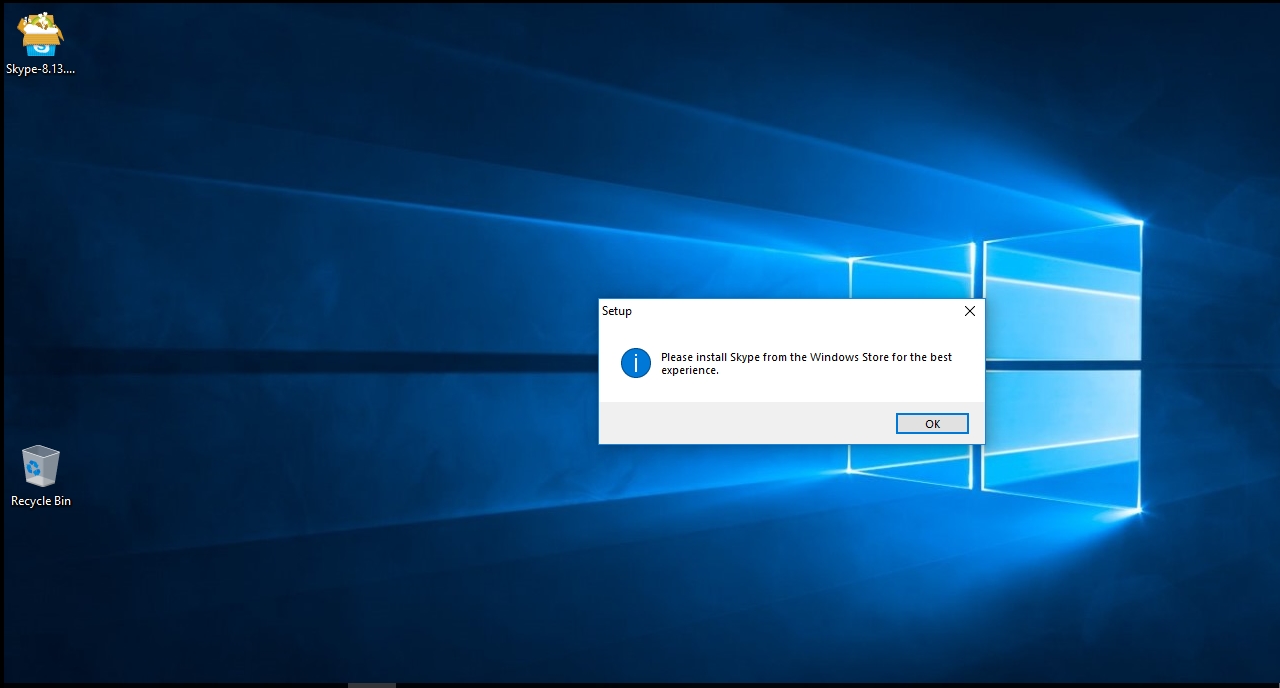 Skype-8.13....
Setup
Please install Skype from the Windows Store for the best
experience.
OK
Recycle Bin